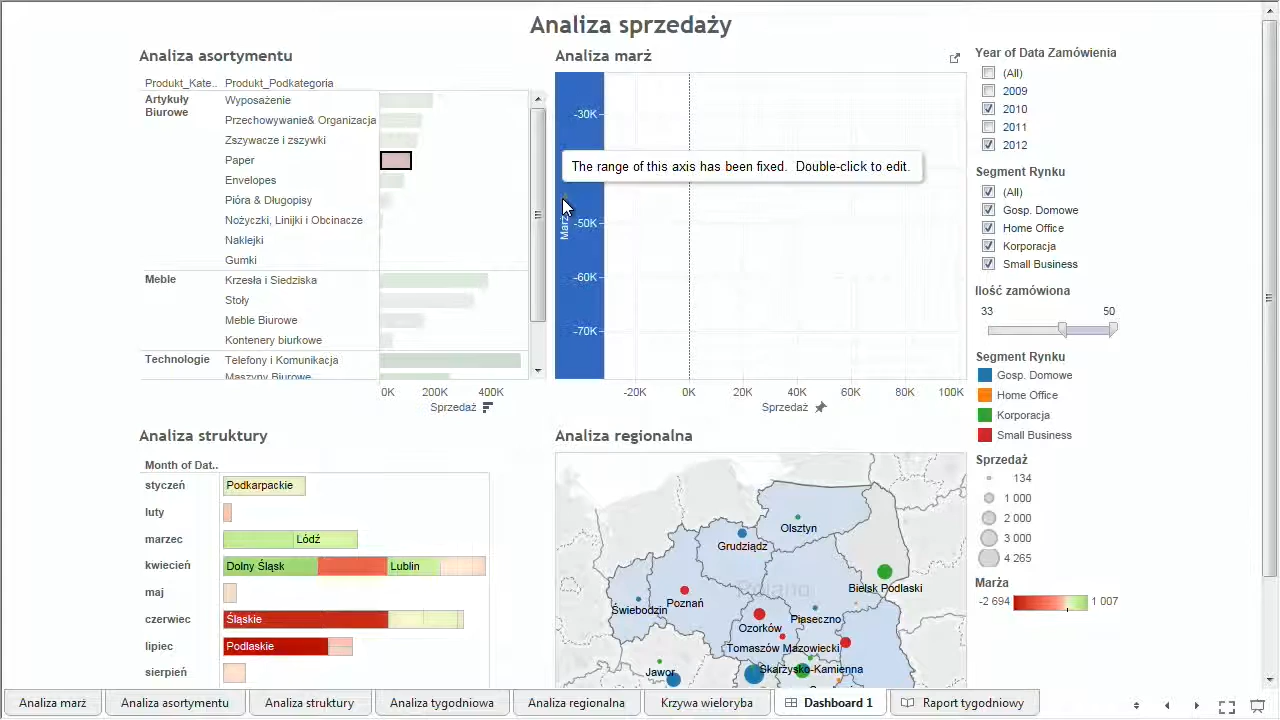 Analiza sprzedaży
Analiza asortymentu
Produkt_Kate.. Produkt_Podkategoria
Artykuły Biurowe
Wyposażenie
Przechowywanie& Organizacja
Zszywacze i zszywki
Paper
Envelopes
Pióra & Długopisy
Nożyczki, Linijki i Obcinacze
Naklejki
Gumki
Meble
Krzesła i Siedziska
Stoły
Meble Biurowe
Kontenery biurkowe
Technologie
Telefony i Komunikacja
Maszyny Biurowe
0K 200K 400K
Sprzedaż
Analiza marż
-30K
The range of this axis has been fixed. Double-click to edit.
Marż
-50K
-60K
-70K
-20K 0K 20K 40K 60K 80K 100K
Sprzedaż
Year of Data Zamówienia
(All)
2009
2010
2011
2012
Segment Rynku
(All)
Gosp. Domowe
Home Office
Korporacja
Small Business
Ilość zamówiona
33 50
Segment Rynku
Gosp. Domowe
Home Office
Korporacja
Small Business
Sprzedaż
134
1 000
2 000
3 000
4 265
Marża
-2 694 1 007
Analiza struktury
Month of Dat..
styczeń Podkarpackie
luty
marzec Łódź
kwiecień Dolny Śląsk Lublin
maj
czerwiec Śląskie
lipiec Podlaskie
sierpień
Analiza regionalna
Olsztyn
Grudziądz
Poland
Bielsk Podlaski
Świebodzin
Poznań
Ozorków
Piaseczno
Tomaszów Mazowiecki
Jawor
Skarżysko-Kamienna
Analiza marż Analiza asortymentu Analiza struktury Analiza tygodniowa Analiza regionalna Krzywa wieloryba Dashboard 1 Raport tygodniowy